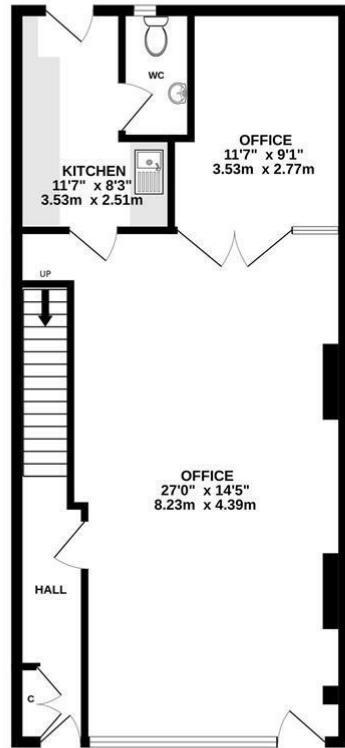 WC
OFFICE
11'7" x 9'1"
3.53m x 2.77m
KITCHEN
11'7" x 8'3"
3.53m x 2.51m
UP
OFFICE
27'0" x 14'5"
8.23m x 4.39m
HALL
C